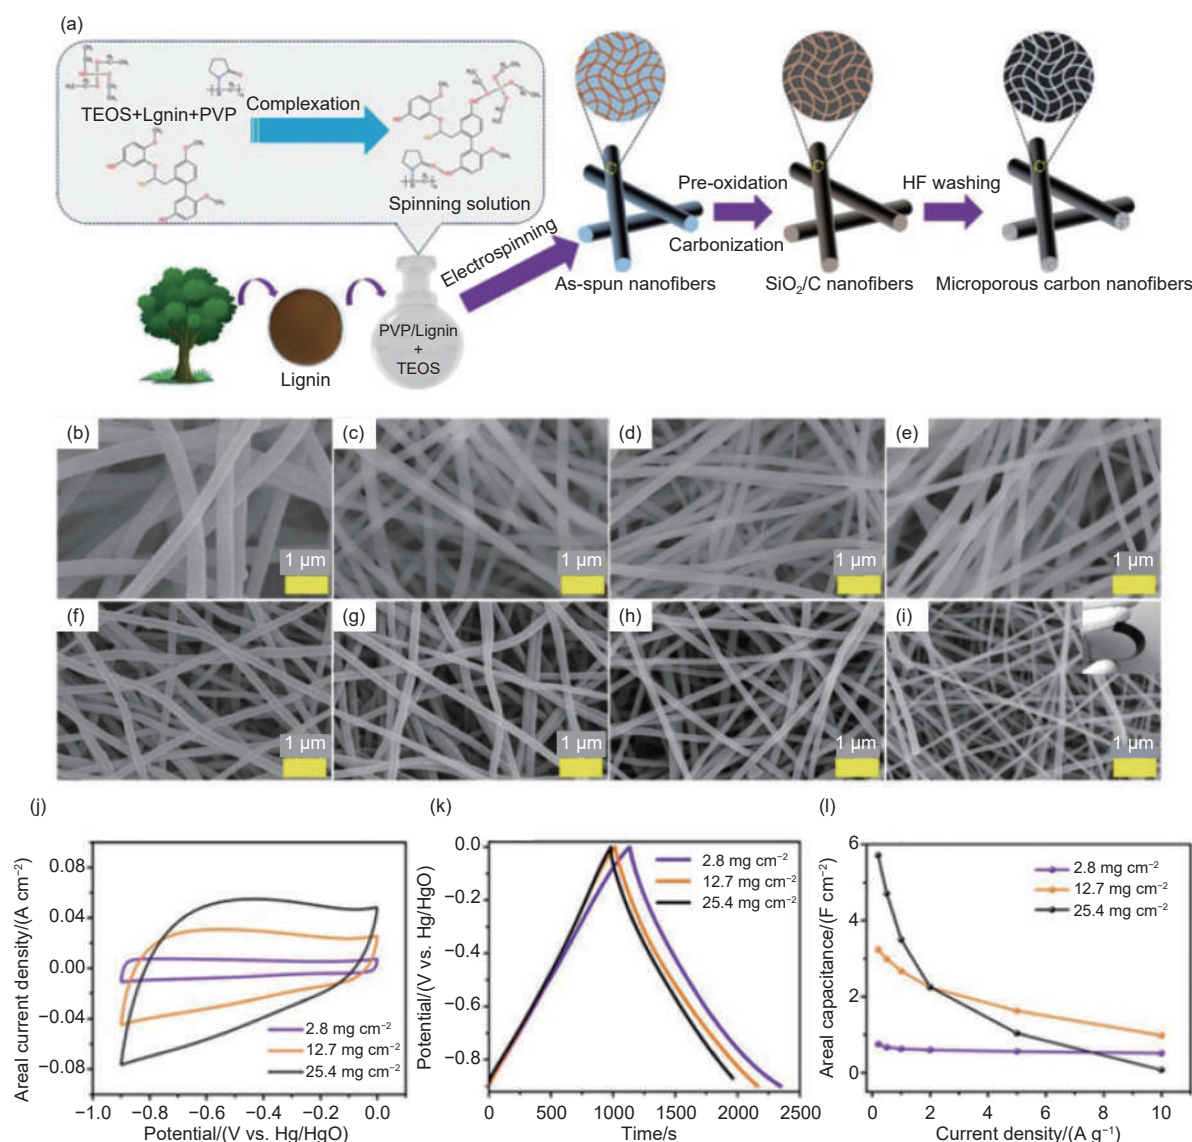 (a)
TEOS+Lgnin+PVP
Complexation
Spinning solution
Electrospinning
Pre-oxidation
Carbonization
HF washing
As-spun nanofibers
SiO₂/C nanofibers
Microporous carbon nanofibers
PVP/Lignin
+
TEOS
Lignin
(b)
1 μm
(c)
1 μm
(d)
1 μm
(e)
1 μm
(f)
1 μm
(g)
1 μm
(h)
1 μm
(i)
1 μm
(j)
Areal current density/(A cm⁻²)
0.08
0.04
0.00
−0.04
−0.08
2.8 mg cm⁻²
12.7 mg cm⁻²
25.4 mg cm⁻²
−1.0 −0.8 −0.6 −0.4 −0.2 0.0
Potential/(V vs. Hg/HgO)
(k)
Potential/(V vs. Hg/HgO)
0.0
−0.2
−0.4
−0.6
−0.8
2.8 mg cm⁻²
12.7 mg cm⁻²
25.4 mg cm⁻²
0 500 1000 1500 2000 2500
Time/s
(l)
Areal capacitance/(F cm⁻²)
6
4
2
0
2.8 mg cm⁻²
12.7 mg cm⁻²
25.4 mg cm⁻²
0 2 4 6 8 10
Current density/(A g⁻¹)